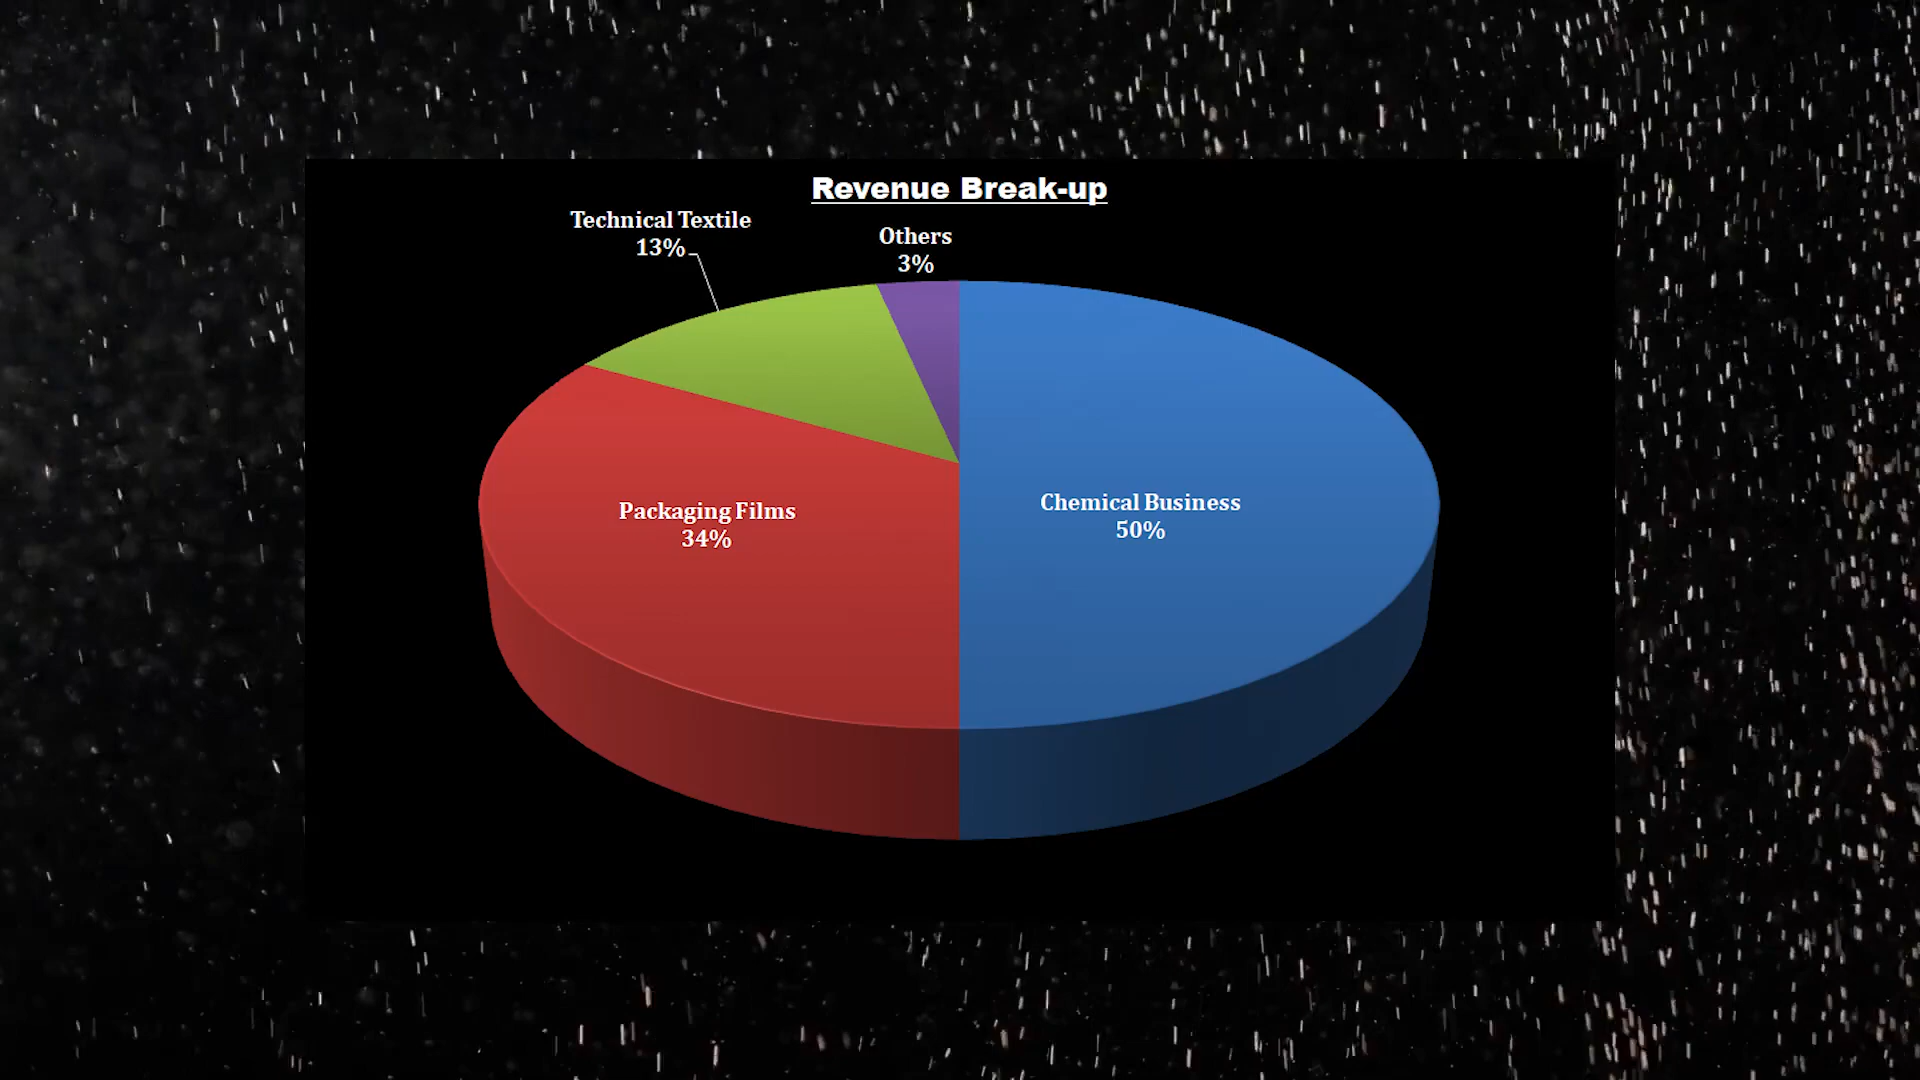 Revenue Break-up
Technical Textile
13%
Others
3%
Packaging Films
34%
Chemical Business
50%